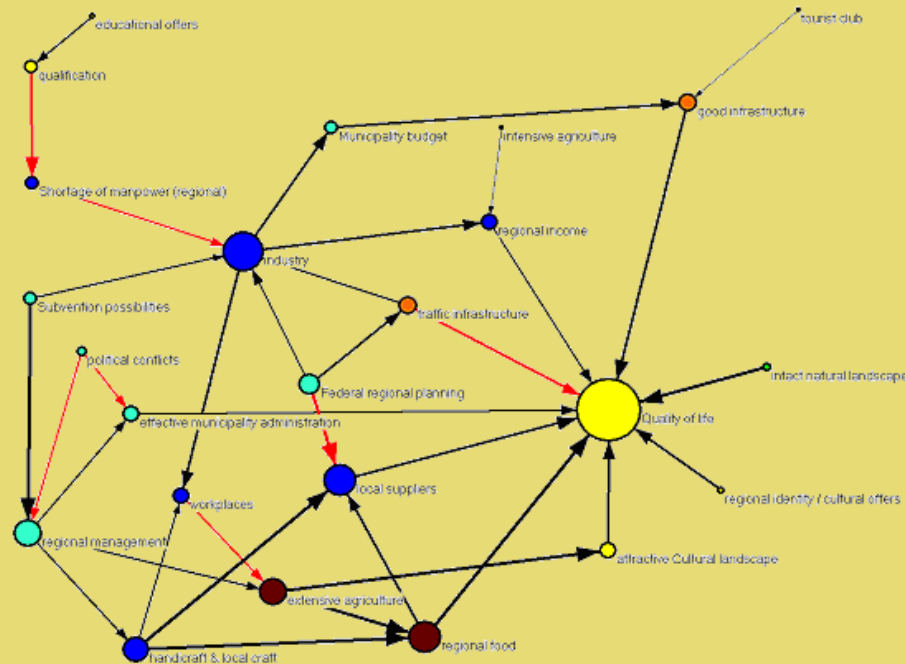 educational offers
tourist club
qualification
good infrastructure
Municipality budget
intensive agriculture
Shortage of manpower (regional)
regional income
industry
Subvention possibilities
traffic infrastructure
political conflicts
intact natural landscape
Federal regional planning
effective municipality administration
Quality of life
local suppliers
regional identity / cultural offers
workplaces
regional management
attractive Cultural landscape
extensive agriculture
regional food
handicraft & local craft